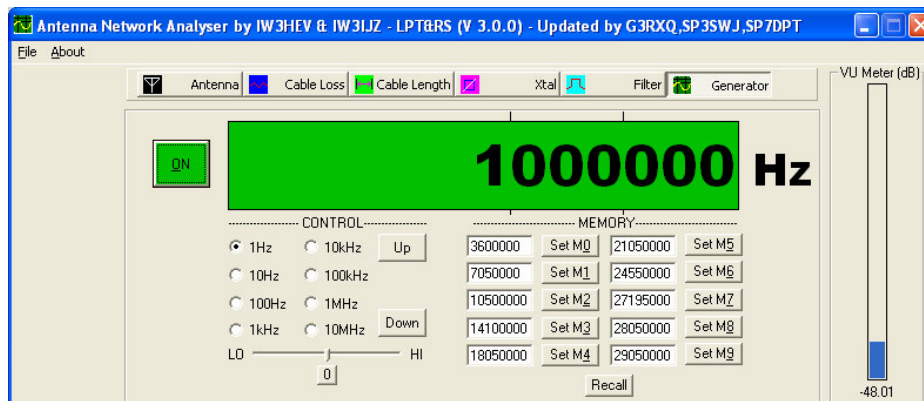 Antenna Network Analyser by IW3HEV & IW3IJZ - LPT&RS (V 3.0.0) - Updated by G3RXQ,SP3SWJ,SP7DPT
File About
Antenna Cable Loss Cable Length Xtal Filter Generator
VU Meter (dB)
ON
1000000 Hz
CONTROL
1Hz 10kHz Up
10Hz 100kHz
100Hz 1MHz
1kHz 10MHz Down
LO HI
0
MEMORY
3600000 Set M0 21050000 Set M5
7050000 Set M1 24550000 Set M6
10500000 Set M2 27195000 Set M7
14100000 Set M3 28050000 Set M8
18050000 Set M4 29050000 Set M9
Recall
-48.01